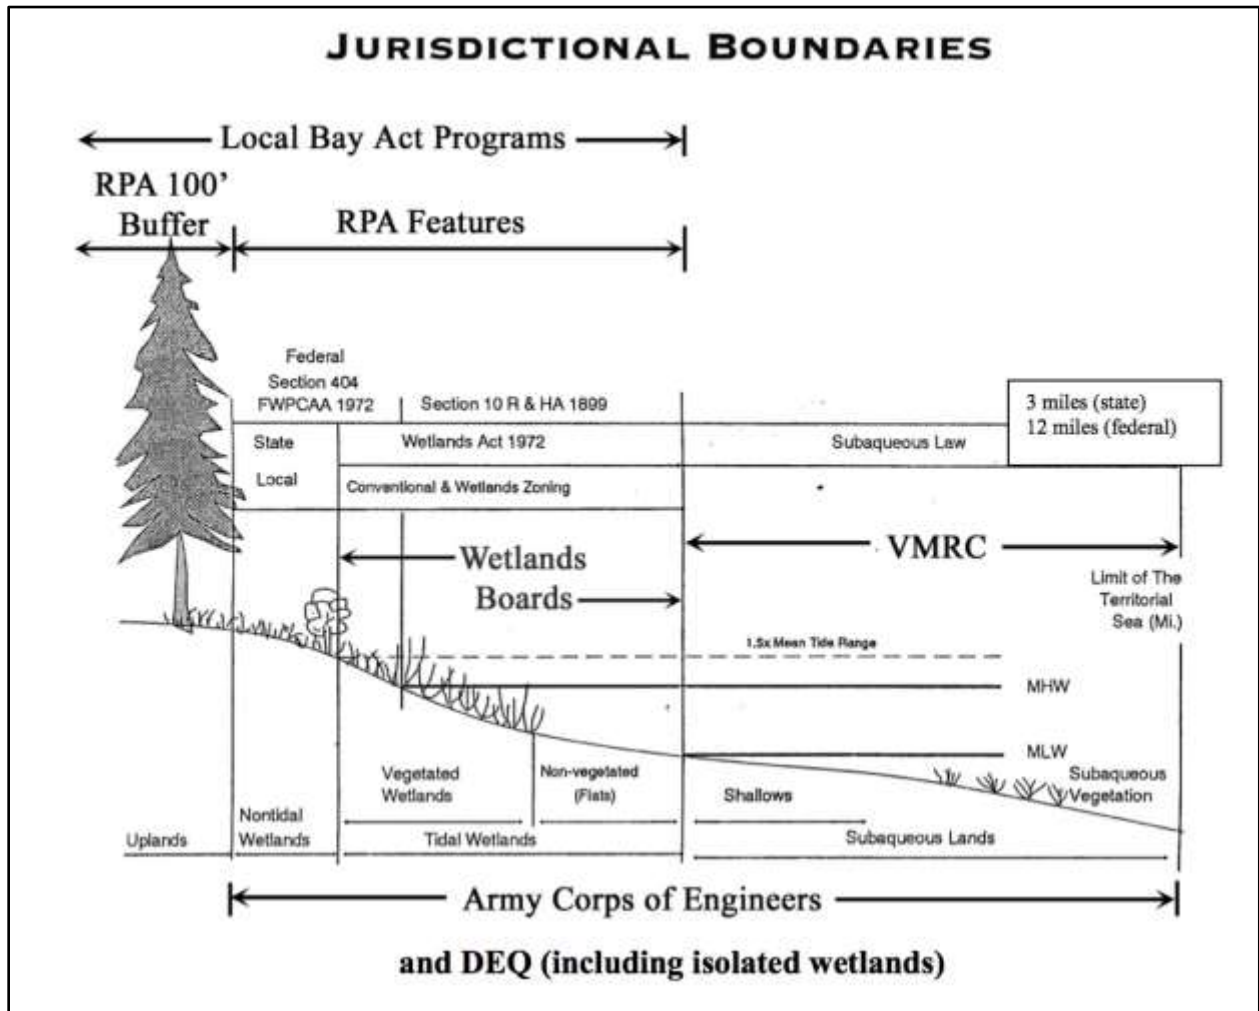 JURISDICTIONAL BOUNDARIES
Local Bay Act Programs
RPA 100’
Buffer
RPA Features
Federal
Section 404
FWPCAA 1972
Section 10 R & HA 1899
3 miles (state)
12 miles (federal)
State
Wetlands Act 1972
Subaqueous Law
Local
Conventional & Wetlands Zoning
Wetlands
Boards
VMRC
Limit of The
Territorial
Sea (Mi.)
1.5x Mean Tide Range
MHW
MLW
Vegetated
Wetlands
Non-vegetated
(Flats)
Shallows
Subaqueous
Vegetation
Uplands
Nontidal
Wetlands
Tidal Wetlands
Subaqueous Lands
Army Corps of Engineers
and DEQ (including isolated wetlands)